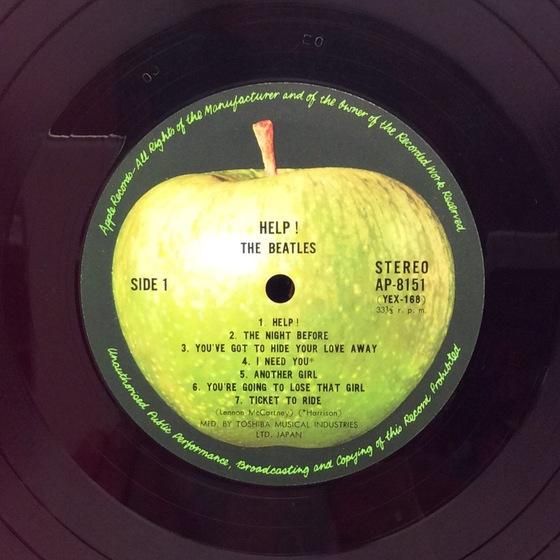 Apple Records-All Rights of the Manufacturer and of the Owner of the Recorded Work Reserved
HELP!
THE BEATLES
SIDE 1
STEREO
AP-8151
(YEX-168)
33⅓ r. p. m.
1. HELP!
2. THE NIGHT BEFORE
3. YOU'VE GOT TO HIDE YOUR LOVE AWAY
4. I NEED YOU*
5. ANOTHER GIRL
6. YOU'RE GOING TO LOSE THAT GIRL
7. TICKET TO RIDE
(Lennon McCartney) (*Harrison)
MFD. BY TOSHIBA MUSICAL INDUSTRIES
LTD. JAPAN
Unauthorised Public Performance, Broadcasting and Copying of this Record Prohibited